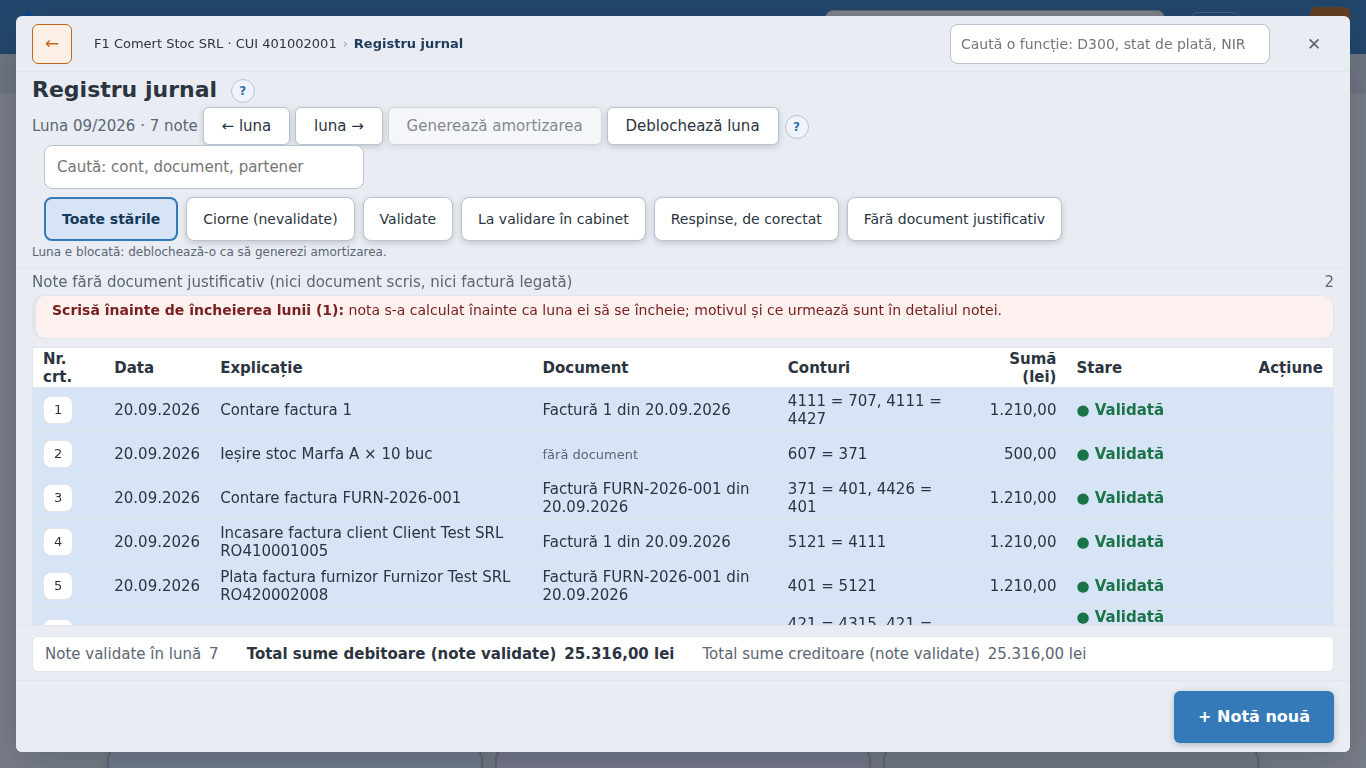 ←
F1 Comert Stoc SRL · CUI 401002001 › Registru jurnal
Caută o funcție: D300, stat de plată, NIR
✕
Registru jurnal ?
Luna 09/2026 · 7 note
← luna
luna →
Generează amortizarea
Deblochează luna
?
Caută: cont, document, partener
Toate stările
Ciorne (nevalidate)
Validate
La validare în cabinet
Respinse, de corectat
Fără document justificativ
Luna e blocată: deblochează-o ca să generezi amortizarea.
Note fără document justificativ (nici document scris, nici factură legată) 2
Scrisă înainte de încheierea lunii (1): nota s-a calculat înainte ca luna ei să se încheie; motivul și ce urmează sunt în detaliul notei.
Nr. crt. Data Explicație Document Conturi Sumă (lei) Stare Acțiune
1 20.09.2026 Contare factura 1 Factură 1 din 20.09.2026 4111 = 707, 4111 = 4427 1.210,00 ● Validată
2 20.09.2026 Ieșire stoc Marfa A × 10 buc fără document 607 = 371 500,00 ● Validată
3 20.09.2026 Contare factura FURN-2026-001 Factură FURN-2026-001 din 20.09.2026 371 = 401, 4426 = 401 1.210,00 ● Validată
4 20.09.2026 Incasare factura client Client Test SRL RO410001005 Factură 1 din 20.09.2026 5121 = 4111 1.210,00 ● Validată
5 20.09.2026 Plata factura furnizor Furnizor Test SRL RO420002008 Factură FURN-2026-001 din 20.09.2026 401 = 5121 1.210,00 ● Validată
421 = 4315, 421 = ● Validată
Note validate în lună 7 Total sume debitoare (note validate) 25.316,00 lei Total sume creditoare (note validate) 25.316,00 lei
+ Notă nouă